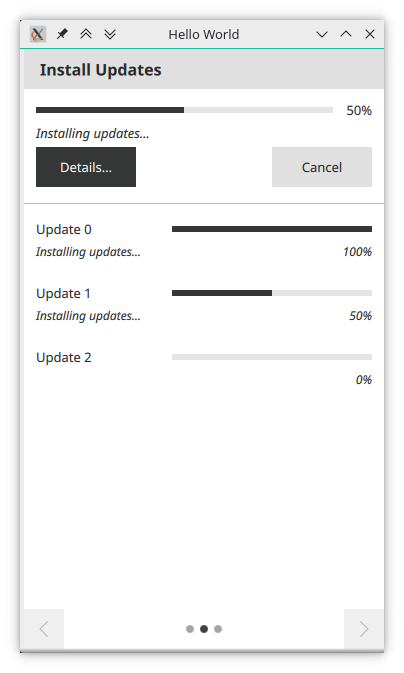 Hello World
Install Updates
50%
Installing updates...
Details...
Cancel
Update 0
Installing updates...
100%
Update 1
Installing updates...
50%
Update 2
0%